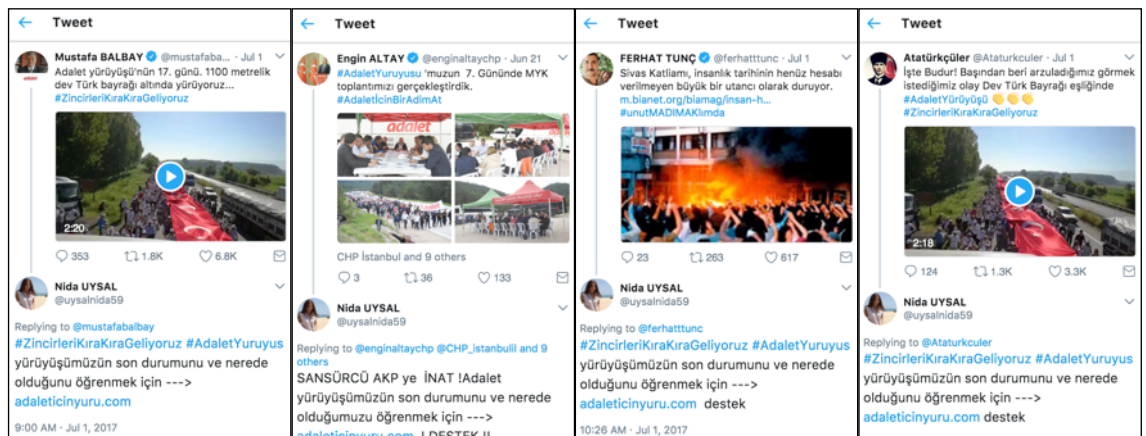 Tweet
Mustafa BALBAY @mustafaba... · Jul 1
Adalet yürüyüşü'nün 17. günü. 1100 metrelik
dev Türk bayrağı altında yürüyoruz...
#ZincirleriKıraKıraGeliyoruz
2:20
353 1.8K 6.8K
Nida UYSAL
@uysalnida59
Replying to @mustafabalbay
#ZincirleriKıraKıraGeliyoruz #AdaletYuruyus
yürüyüşümüzün son durumunu ve nerede
olduğunu öğrenmek için --->
adaleticinyuru.com
9:00 AM - Jul 1, 2017
Tweet
Engin ALTAY @enginaltaychp · Jun 21
#AdaletYuruyusu 'muzun 7. Gününde MYK
toplantımızı gerçekleştirdik.
#AdaletİcinBirAdimAt
adalet
CHP İstanbul and 9 others
3 36 133
Nida UYSAL
@uysalnida59
Replying to @enginaltaychp @CHP_istanbulil and 9
others
SANSÜRCÜ AKP ye İNAT !Adalet
yürüyüşümüzün son durumunu ve nerede
olduğumuzu öğrenmek için --->
adaleticinyuru.com ! DESTEK !!
Tweet
FERHAT TUNÇ @ferhatttunc · Jul 1
Sivas Katliamı, insanlık tarihinin henüz hesabı
verilmeyen büyük bir utancı olarak duruyor.
m.bianet.org/biamag/insan-h...
#unutMADIMAKlımda
23 263 617
Nida UYSAL
@uysalnida59
Replying to @ferhatttunc
#ZincirleriKıraKıraGeliyoruz #AdaletYuruyus
yürüyüşümüzün son durumunu ve nerede
olduğunu öğrenmek için --->
adaleticinyuru.com destek
10:26 AM - Jul 1, 2017
Tweet
Atatürkçüler @Ataturkculer · Jul 1
İşte Budur! Başından beri arzuladığımız görmek
istediğimiz olay Dev Türk Bayrağı eşliğinde
#AdaletYürüyüşü 👏👏👏
#ZincirleriKıraKıraGeliyoruz
2:18
124 1.3K 3.3K
Nida UYSAL
@uysalnida59
Replying to @Ataturkculer
#ZincirleriKıraKıraGeliyoruz #AdaletYuruyus
yürüyüşümüzün son durumunu ve nerede
olduğunu öğrenmek için --->
adaleticinyuru.com destek